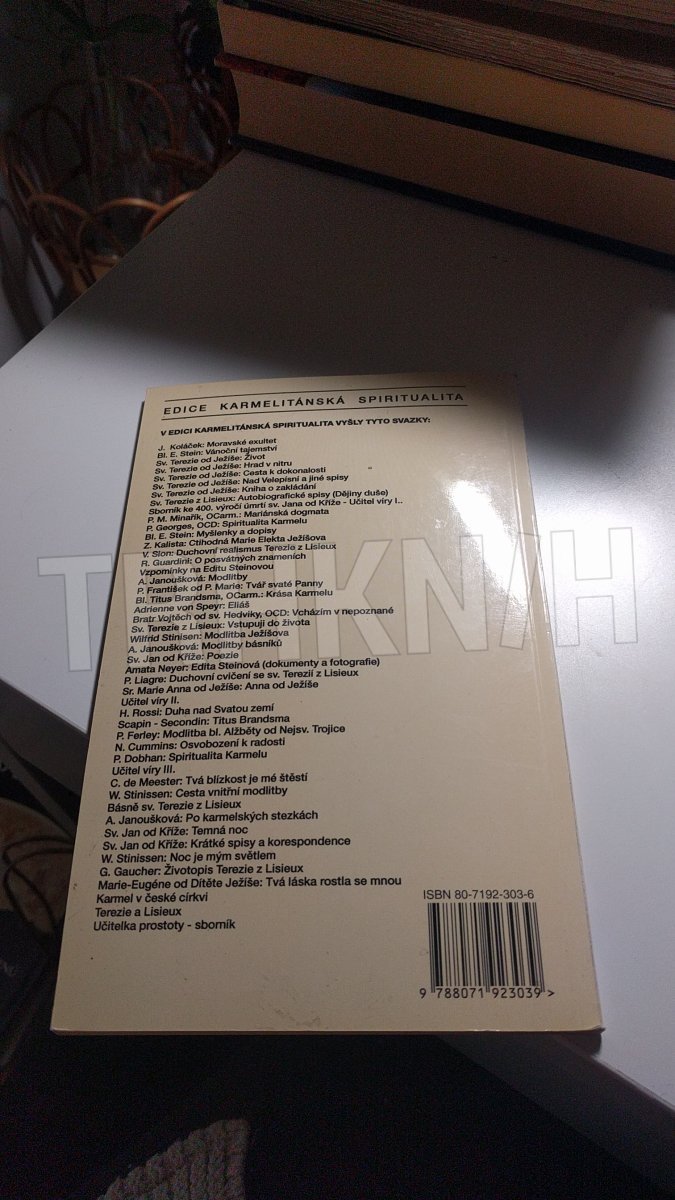 EDICE KARMELITÁNSKÁ SPIRITUALITA
V EDICI KARMELITÁNSKÁ SPIRITUALITA VYŠLY TYTO SVAZKY:
J. Koláček: Moravské exultet
Bl. E. Stein: Vánoční tajemství
Sv. Terezie od Ježíše: Život
Sv. Terezie od Ježíše: Hrad v nitru
Sv. Terezie od Ježíše: Cesta k dokonalosti
Sv. Terezie od Ježíše: Nad Velepísní a jiné spisy
Sv. Terezie od Ježíše: Kniha o zakládání
Sv. Terezie z Lisieux: Autobiografické spisy (Dějiny duše)
Sborník ke 400. výročí úmrtí sv. Jana od Kříže - Učitel víry I..
P. M. Minařík, OCarm.: Mariánská dogmata
P. Georges, OCD: Spiritualita Karmelu
Bl. E. Stein: Myšlenky a dopisy
Z. Kalista: Ctihodná Marie Elekta Ježíšova
V. Sion: Duchovní realismus Terezie z Lisieux
R. Guardini: O posvátných znameních
Vzpomínky na Editu Steinovou
A. Janoušková: Modlitby
P. František od P. Marie: Tvář svaté Panny
Bl. Titus Brandsma, OCarm.: Krása Karmelu
Adrienne von Speyr: Eliáš
Bratr Vojtěch od sv. Hedviky, OCD: Vcházím v nepoznané
Sv. Terezie z Lisieux: Vstupuji do života
Wilfrid Stinisen: Modlitba Ježíšova
A. Janoušková: Modlitby básníků
Sv. Jan od Kříže: Poezie
Amata Neyer: Edita Steinová (dokumenty a fotografie)
P. Liagre: Duchovní cvičení se sv. Terezií z Lisieux
Sr. Marie Anna od Ježíše: Anna od Ježíše
Učitel víry II.
H. Rossi: Duha nad Svatou zemí
Scapin - Secondin: Titus Brandsma
P. Ferley: Modlitba bl. Alžběty od Nejsv. Trojice
N. Cummins: Osvobození k radosti
P. Dobhan: Spiritualita Karmelu
Učitel víry III.
C. de Meester: Tvá blízkost je mé štěstí
W. Stinissen: Cesta vnitřní modlitby
Básně sv. Terezie z Lisieux
A. Janoušková: Po karmelských stezkách
Sv. Jan od Kříže: Temná noc
Sv. Jan od Kříže: Krátké spisy a korespondence
W. Stinissen: Noc je mým světlem
G. Gaucher: Životopis Terezie z Lisieux
Marie-Eugéne od Dítěte Ježíše: Tvá láska rostla se mnou
Karmel v české církvi
Terezie a Lisieux
Učitelka prostoty - sborník
ISBN 80-7192-303-6
9 788071 923039 >